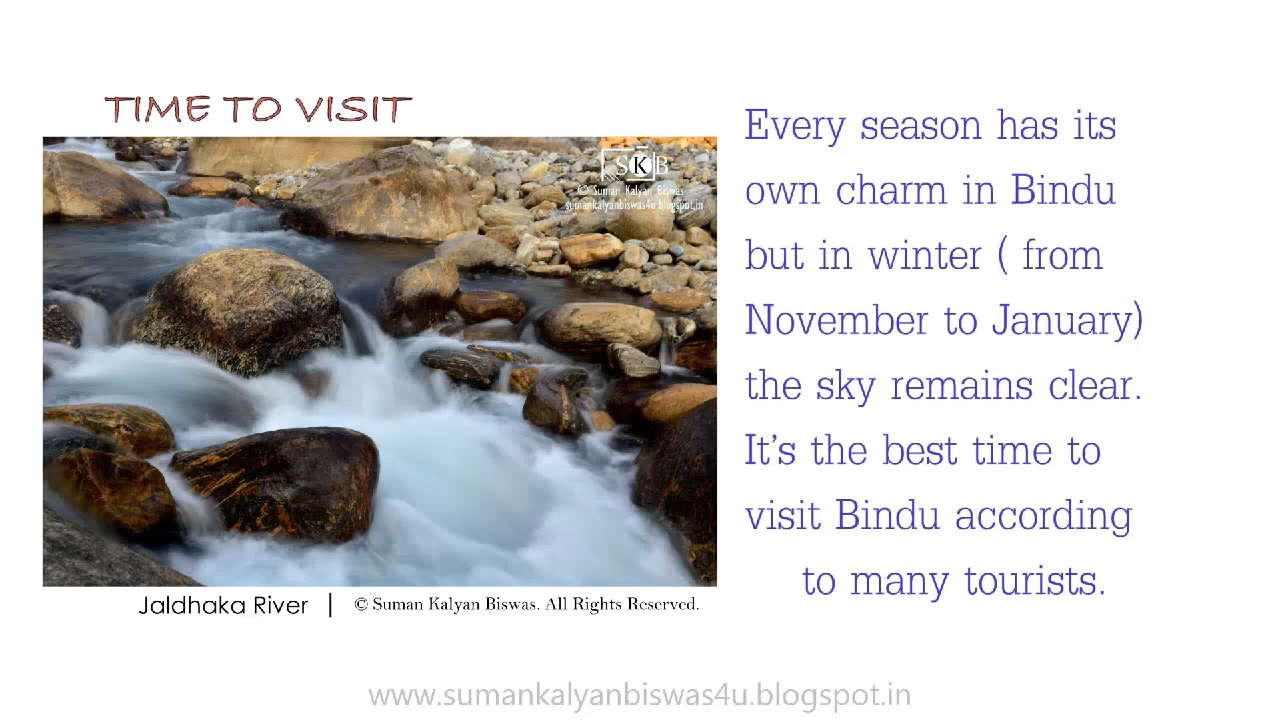 TIME TO VISIT
SKB
© Suman Kalyan Biswas
sumankalyanbiswas4u.blogspot.in
Jaldhaka River | © Suman Kalyan Biswas. All Rights Reserved.
Every season has its
own charm in Bindu
but in winter ( from
November to January)
the sky remains clear.
It’s the best time to
visit Bindu according
to many tourists.
www.sumankalyanbiswas4u.blogspot.in